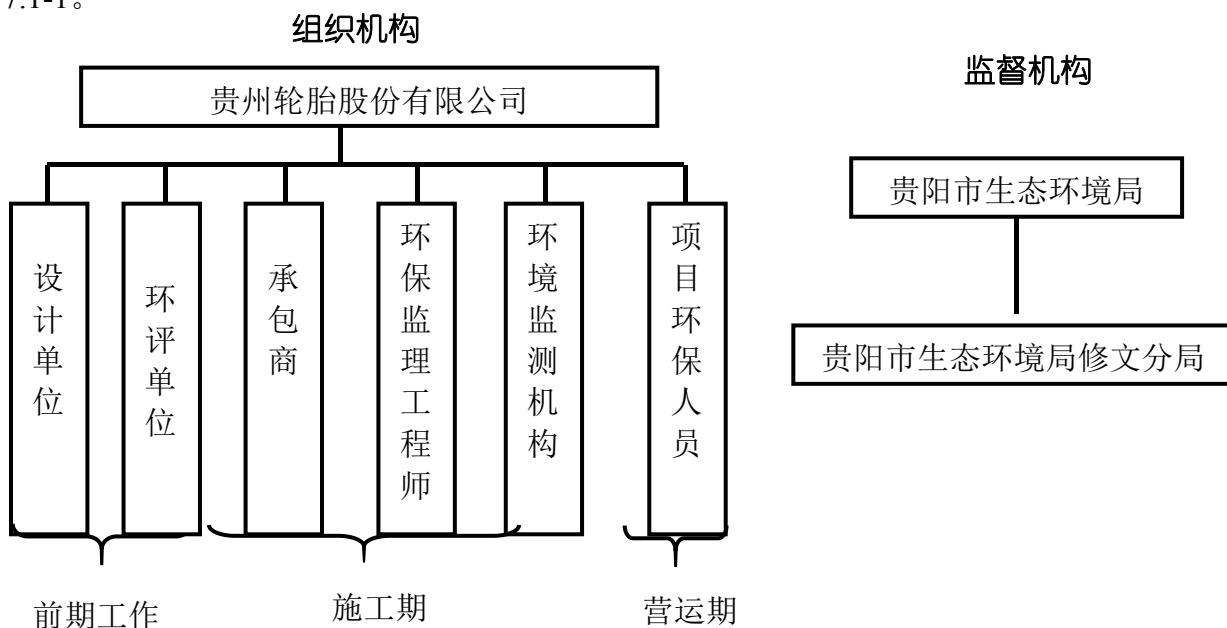 7.1-1。
组织机构
监督机构
贵州轮胎股份有限公司
贵阳市生态环境局
贵阳市生态环境局修文分局
设计单位
环评单位
承包商
环保监理工程师
环境监测机构
项目环保人员
前期工作
施工期
营运期